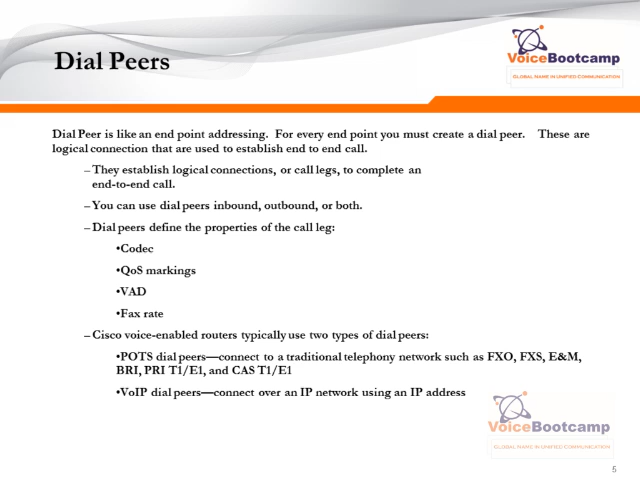 Dial Peers
VoiceBootcamp
GLOBAL NAME IN UNIFIED COMMUNICATION
Dial Peer is like an end point addressing. For every end point you must create a dial peer. These are
logical connection that are used to establish end to end call.
–They establish logical connections, or call legs, to complete an
end-to-end call.
–You can use dial peers inbound, outbound, or both.
–Dial peers define the properties of the call leg:
•Codec
•QoS markings
•VAD
•Fax rate
–Cisco voice-enabled routers typically use two types of dial peers:
•POTS dial peers—connect to a traditional telephony network such as FXO, FXS, E&M,
BRI, PRI T1/E1, and CAS T1/E1
•VoIP dial peers—connect over an IP network using an IP address
VoiceBootcamp
GLOBAL NAME IN UNIFIED COMMUNICATION
5